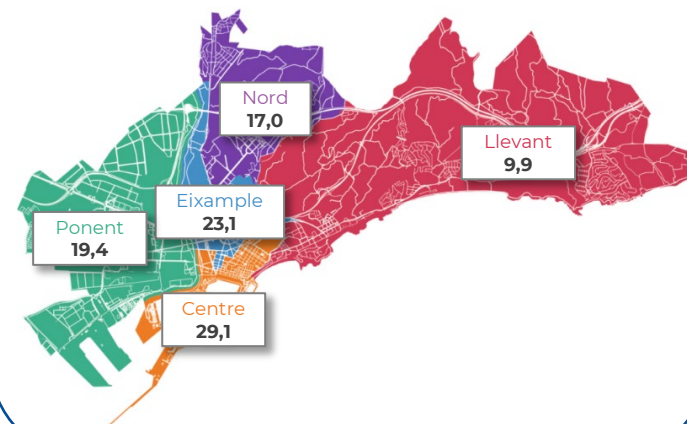 Nord
17,0
Llevant
9,9
Eixample
23,1
Ponent
19,4
Centre
29,1